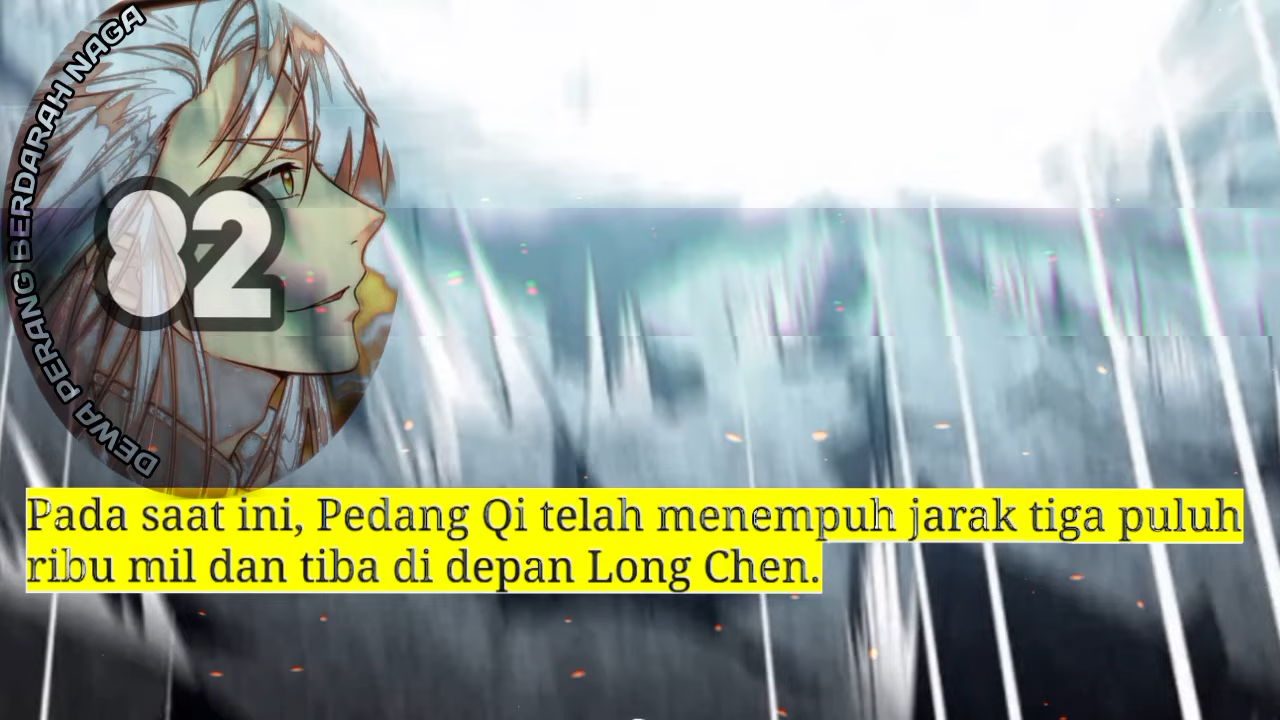 DEWA PERANG BERDARAH NAGA
82
Pada saat ini, Pedang Qi telah menempuh jarak tiga puluh
ribu mil dan tiba di depan Long Chen.